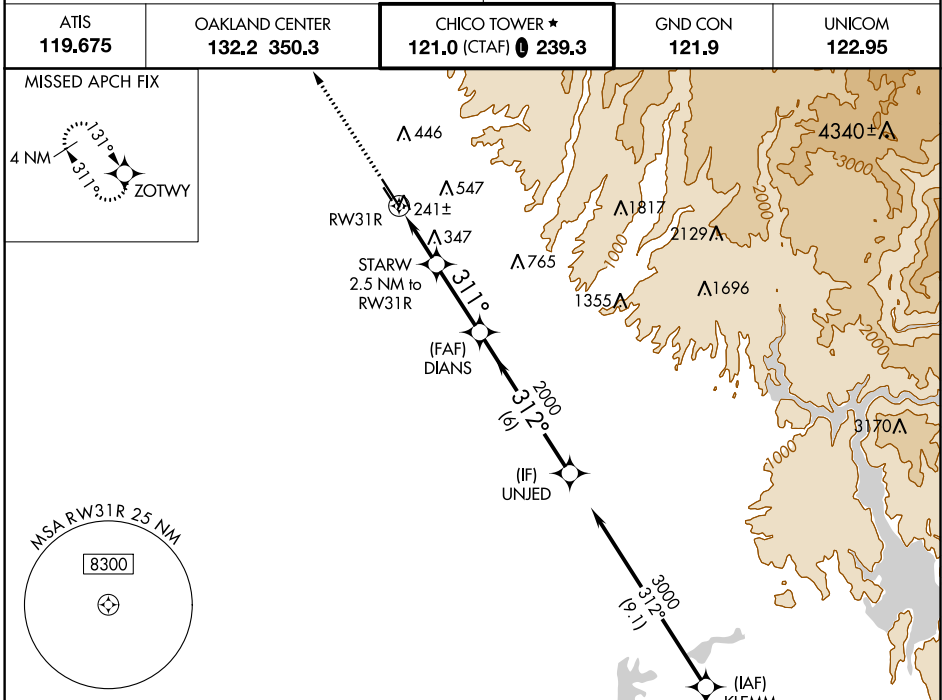 ATIS
119.675
OAKLAND CENTER
132.2 350.3
CHICO TOWER ★
121.0 (CTAF) L 239.3
GND CON
121.9
UNICOM
122.95
MISSED APCH FIX
131°
4 NM
311°
ZOTWY
446
547
RW31R
241±
347
STARW
2.5 NM to
RW31R
311°
765
(FAF)
DIANS
2000
312°
(6)
(IF)
UNJED
3000
312°
(9.1)
(IAF)
4340±
3000
2000
1817
1000
2129
1355
1696
2000
3170
1000
MSA RW31R 25 NM
8300